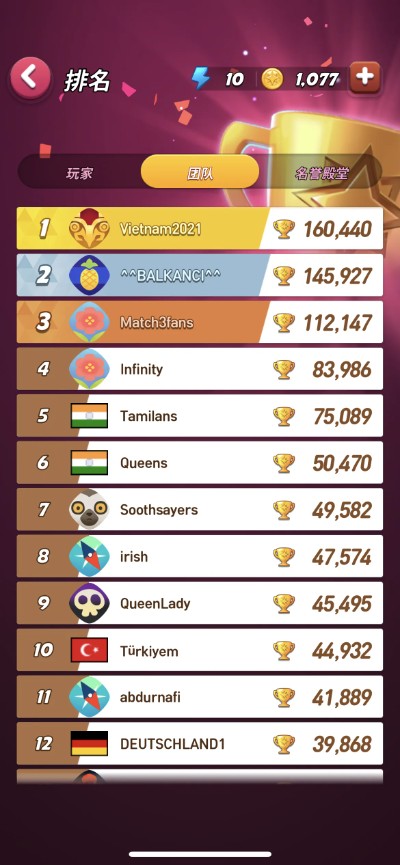 排名
10
1,077
玩家
团队
名誉殿堂
1 Vietnam2021 160,440
2 ^^BALKANCI^^ 145,927
3 Match3fans 112,147
4 Infinity 83,986
5 Tamilans 75,089
6 Queens 50,470
7 Soothsayers 49,582
8 irish 47,574
9 QueenLady 45,495
10 Türkiyem 44,932
11 abdurnafi 41,889
12 DEUTSCHLAND1 39,868